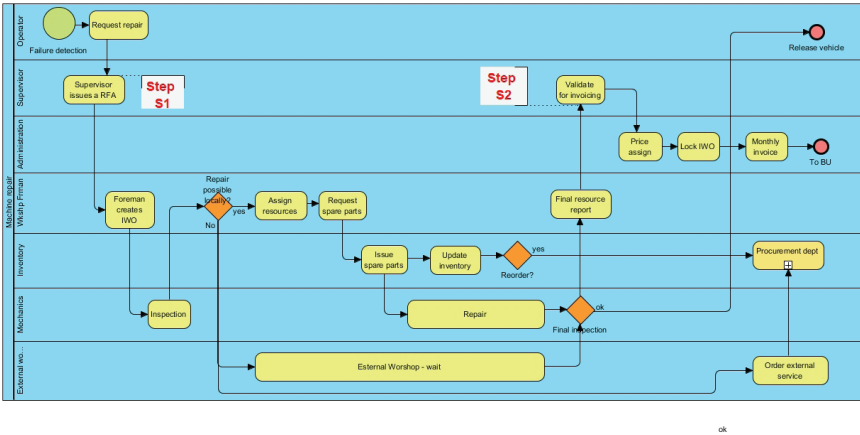 Machine repair
Operator
Failure detection
Request repair
Release vehicle
Supervisor
Supervisor
issues a RFA
Step
S1
Step
S2
Validate
for invoicing
Administration
Price
assign
Lock IWO
Monthly
invoice
To BU
Wkshp Frman
Foreman
creates
IWO
Repair
possible
locally?
yes
No
Assign
resources
Request
spare parts
Final resource
report
Inventory
Issue
spare parts
Update
inventory
Reorder?
yes
Procurement dept
Mechanics
Inspection
Repair
Final inspection
ok
External wo...
Esternal Worshop - wait
Order external
service
ok